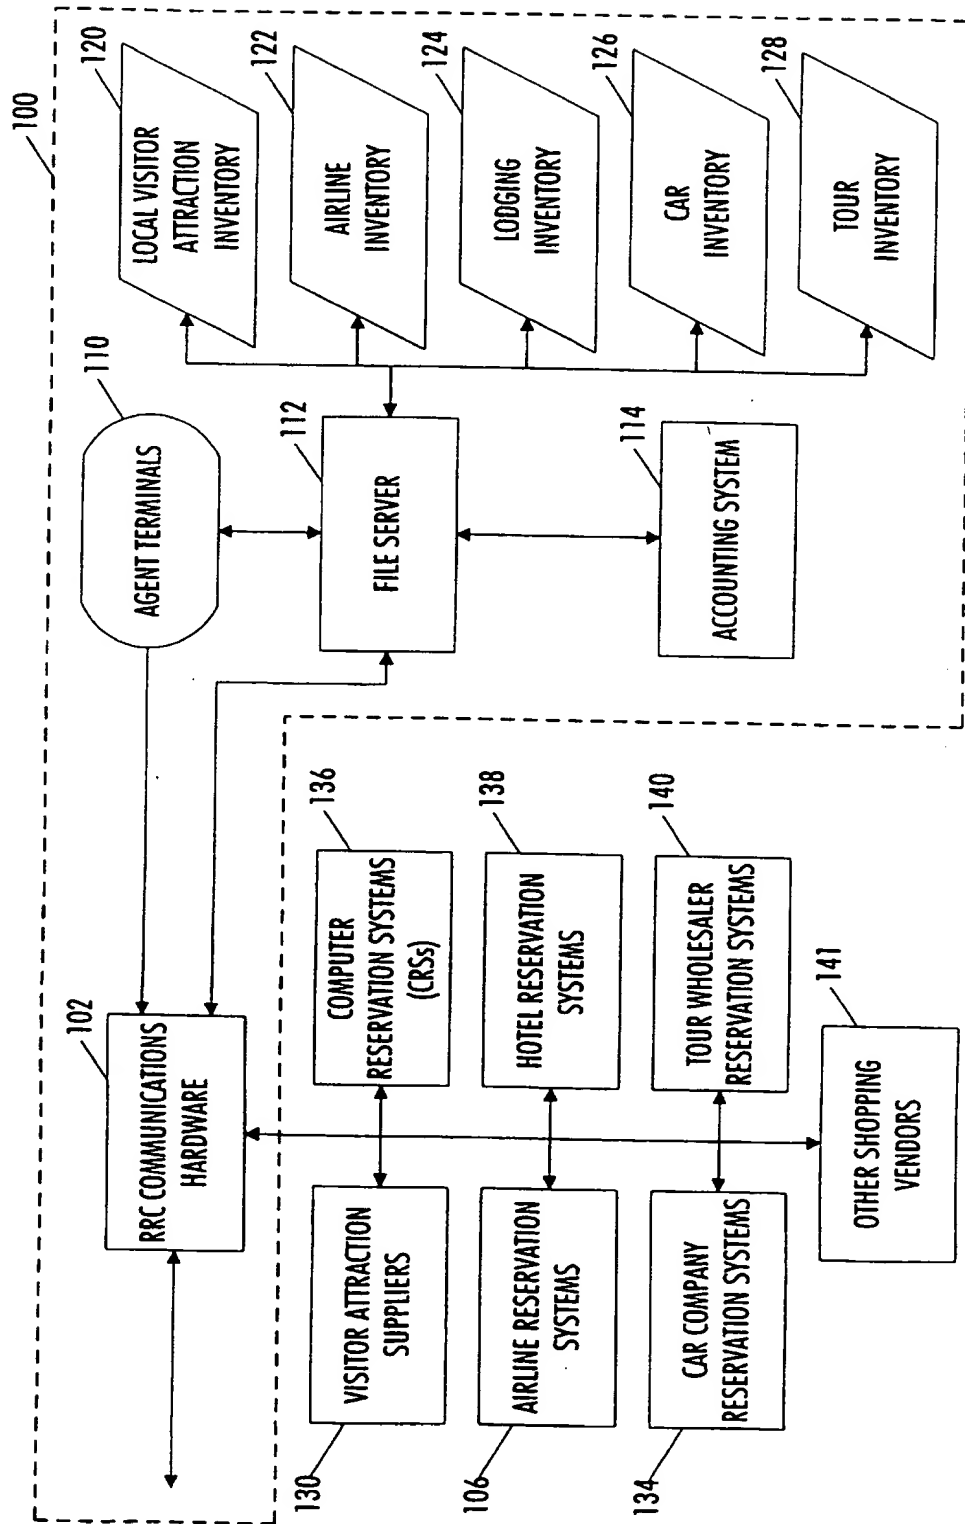 100
102
RRC COMMUNICATIONS
HARDWARE
110
AGENT TERMINALS
120
LOCAL VISITOR
ATTRACTION
INVENTORY
112
FILE SERVER
122
AIRLINE
INVENTORY
124
LODGING
INVENTORY
114
ACCOUNTING SYSTEM
126
CAR
INVENTORY
128
TOUR
INVENTORY
130
VISITOR ATTRACTION
SUPPLIERS
136
COMPUTER
RESERVATION SYSTEMS
(CRSs)
106
AIRLINE RESERVATION
SYSTEMS
138
HOTEL RESERVATION
SYSTEMS
134
CAR COMPANY
RESERVATION SYSTEMS
140
TOUR WHOLESALER
RESERVATION SYSTEMS
141
OTHER SHOPPING
VENDORS